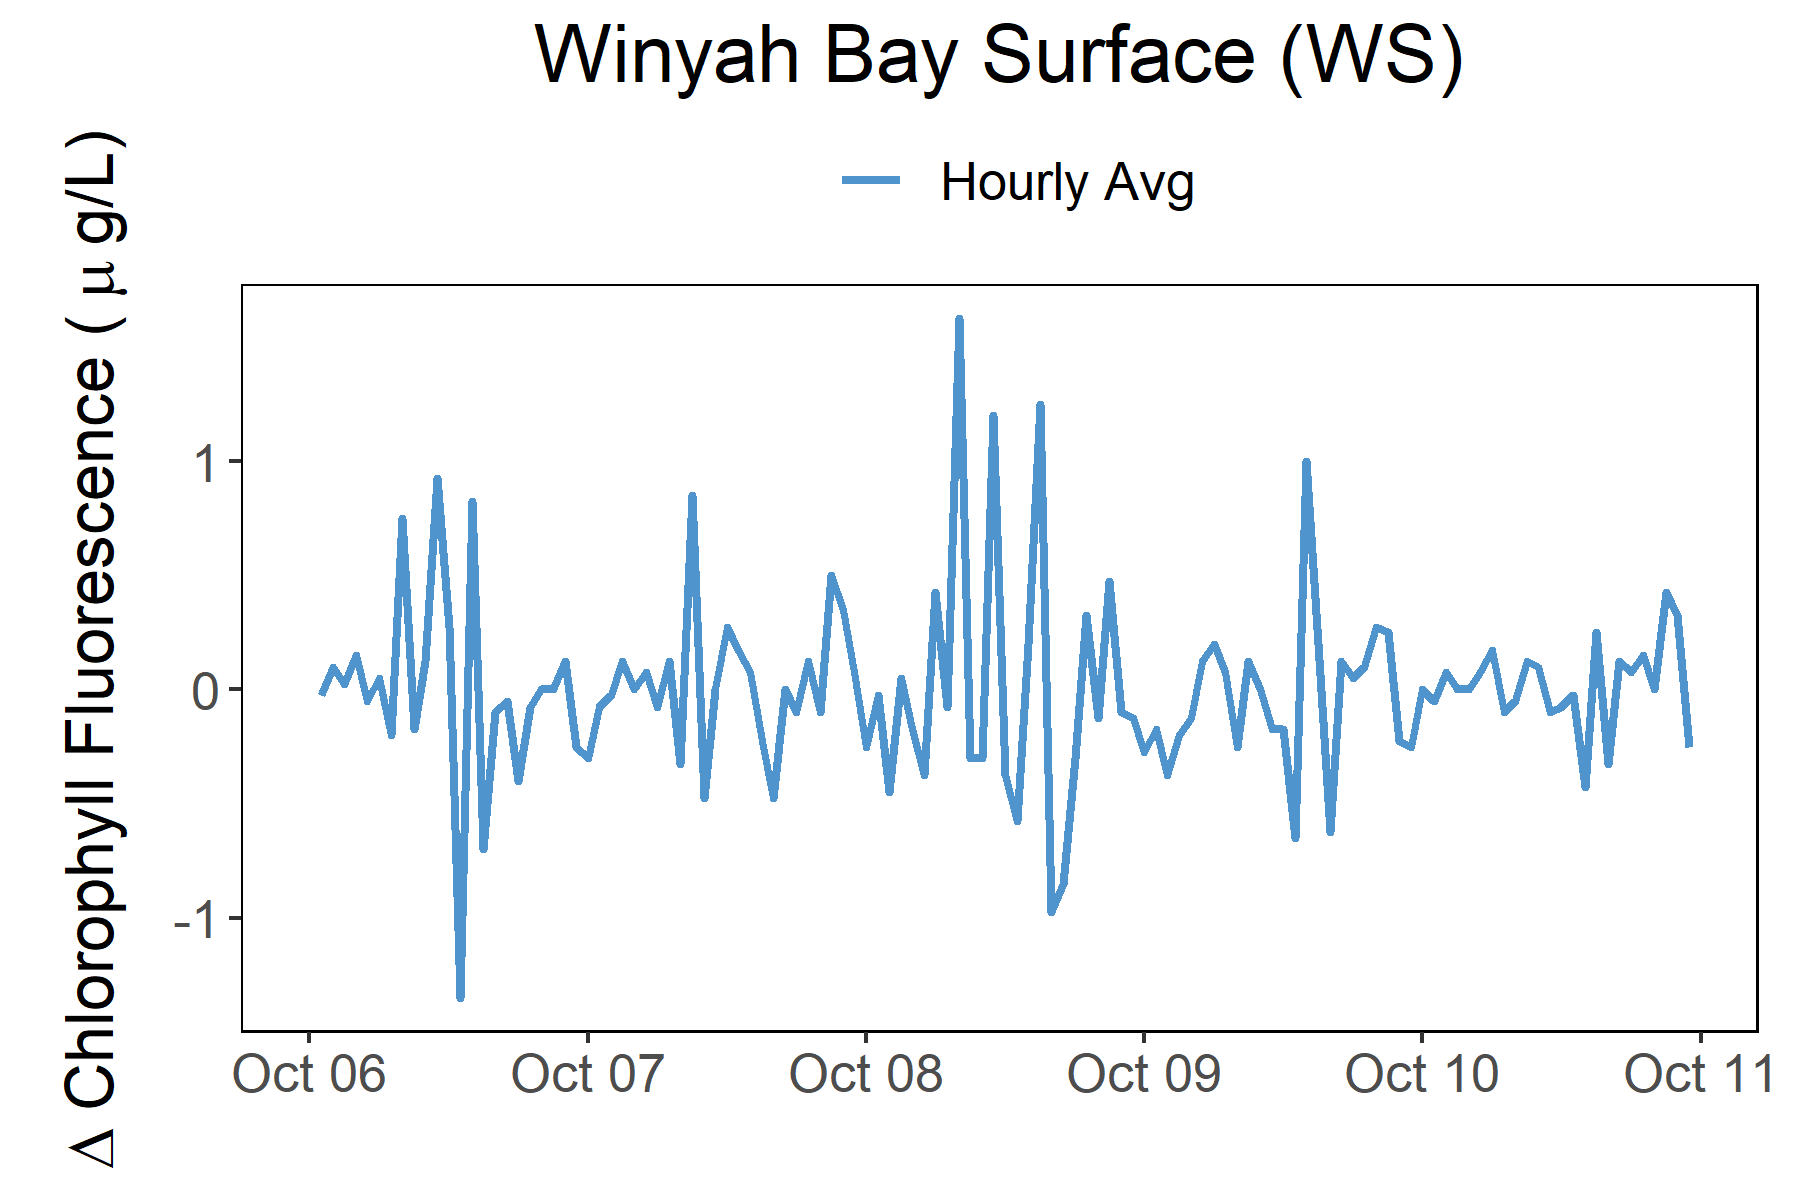 Winyah Bay Surface (WS)
Hourly Avg
Δ Chlorophyll Fluorescence ( μ g/L)
1
0
-1
Oct 06 Oct 07 Oct 08 Oct 09 Oct 10 Oct 11